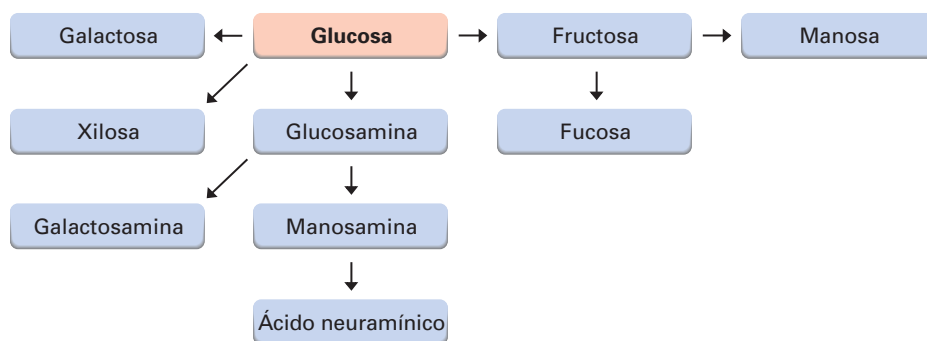 Galactosa
Glucosa
Fructosa
Manosa
Xilosa
Glucosamina
Fucosa
Galactosamina
Manosamina
Ácido neuramínico